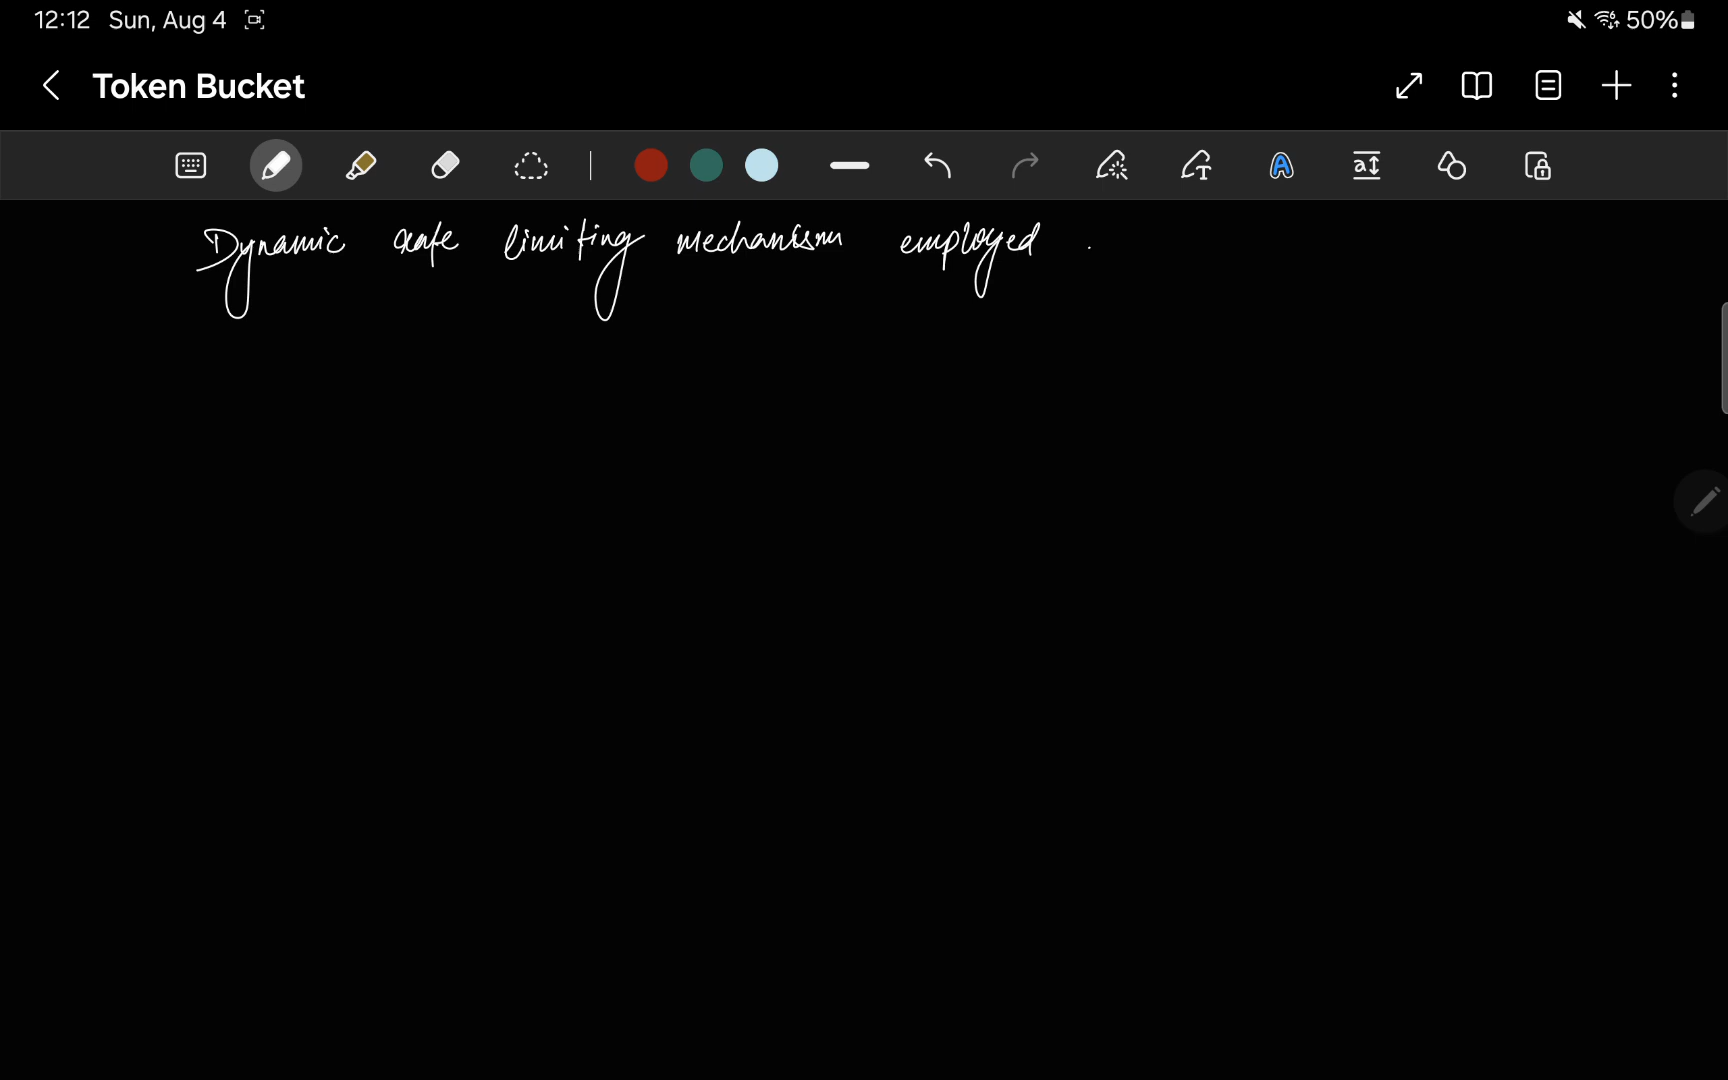 12:12 Sun, Aug 4 50%
Token Bucket
Dynamic rate limiting mechanism employed .